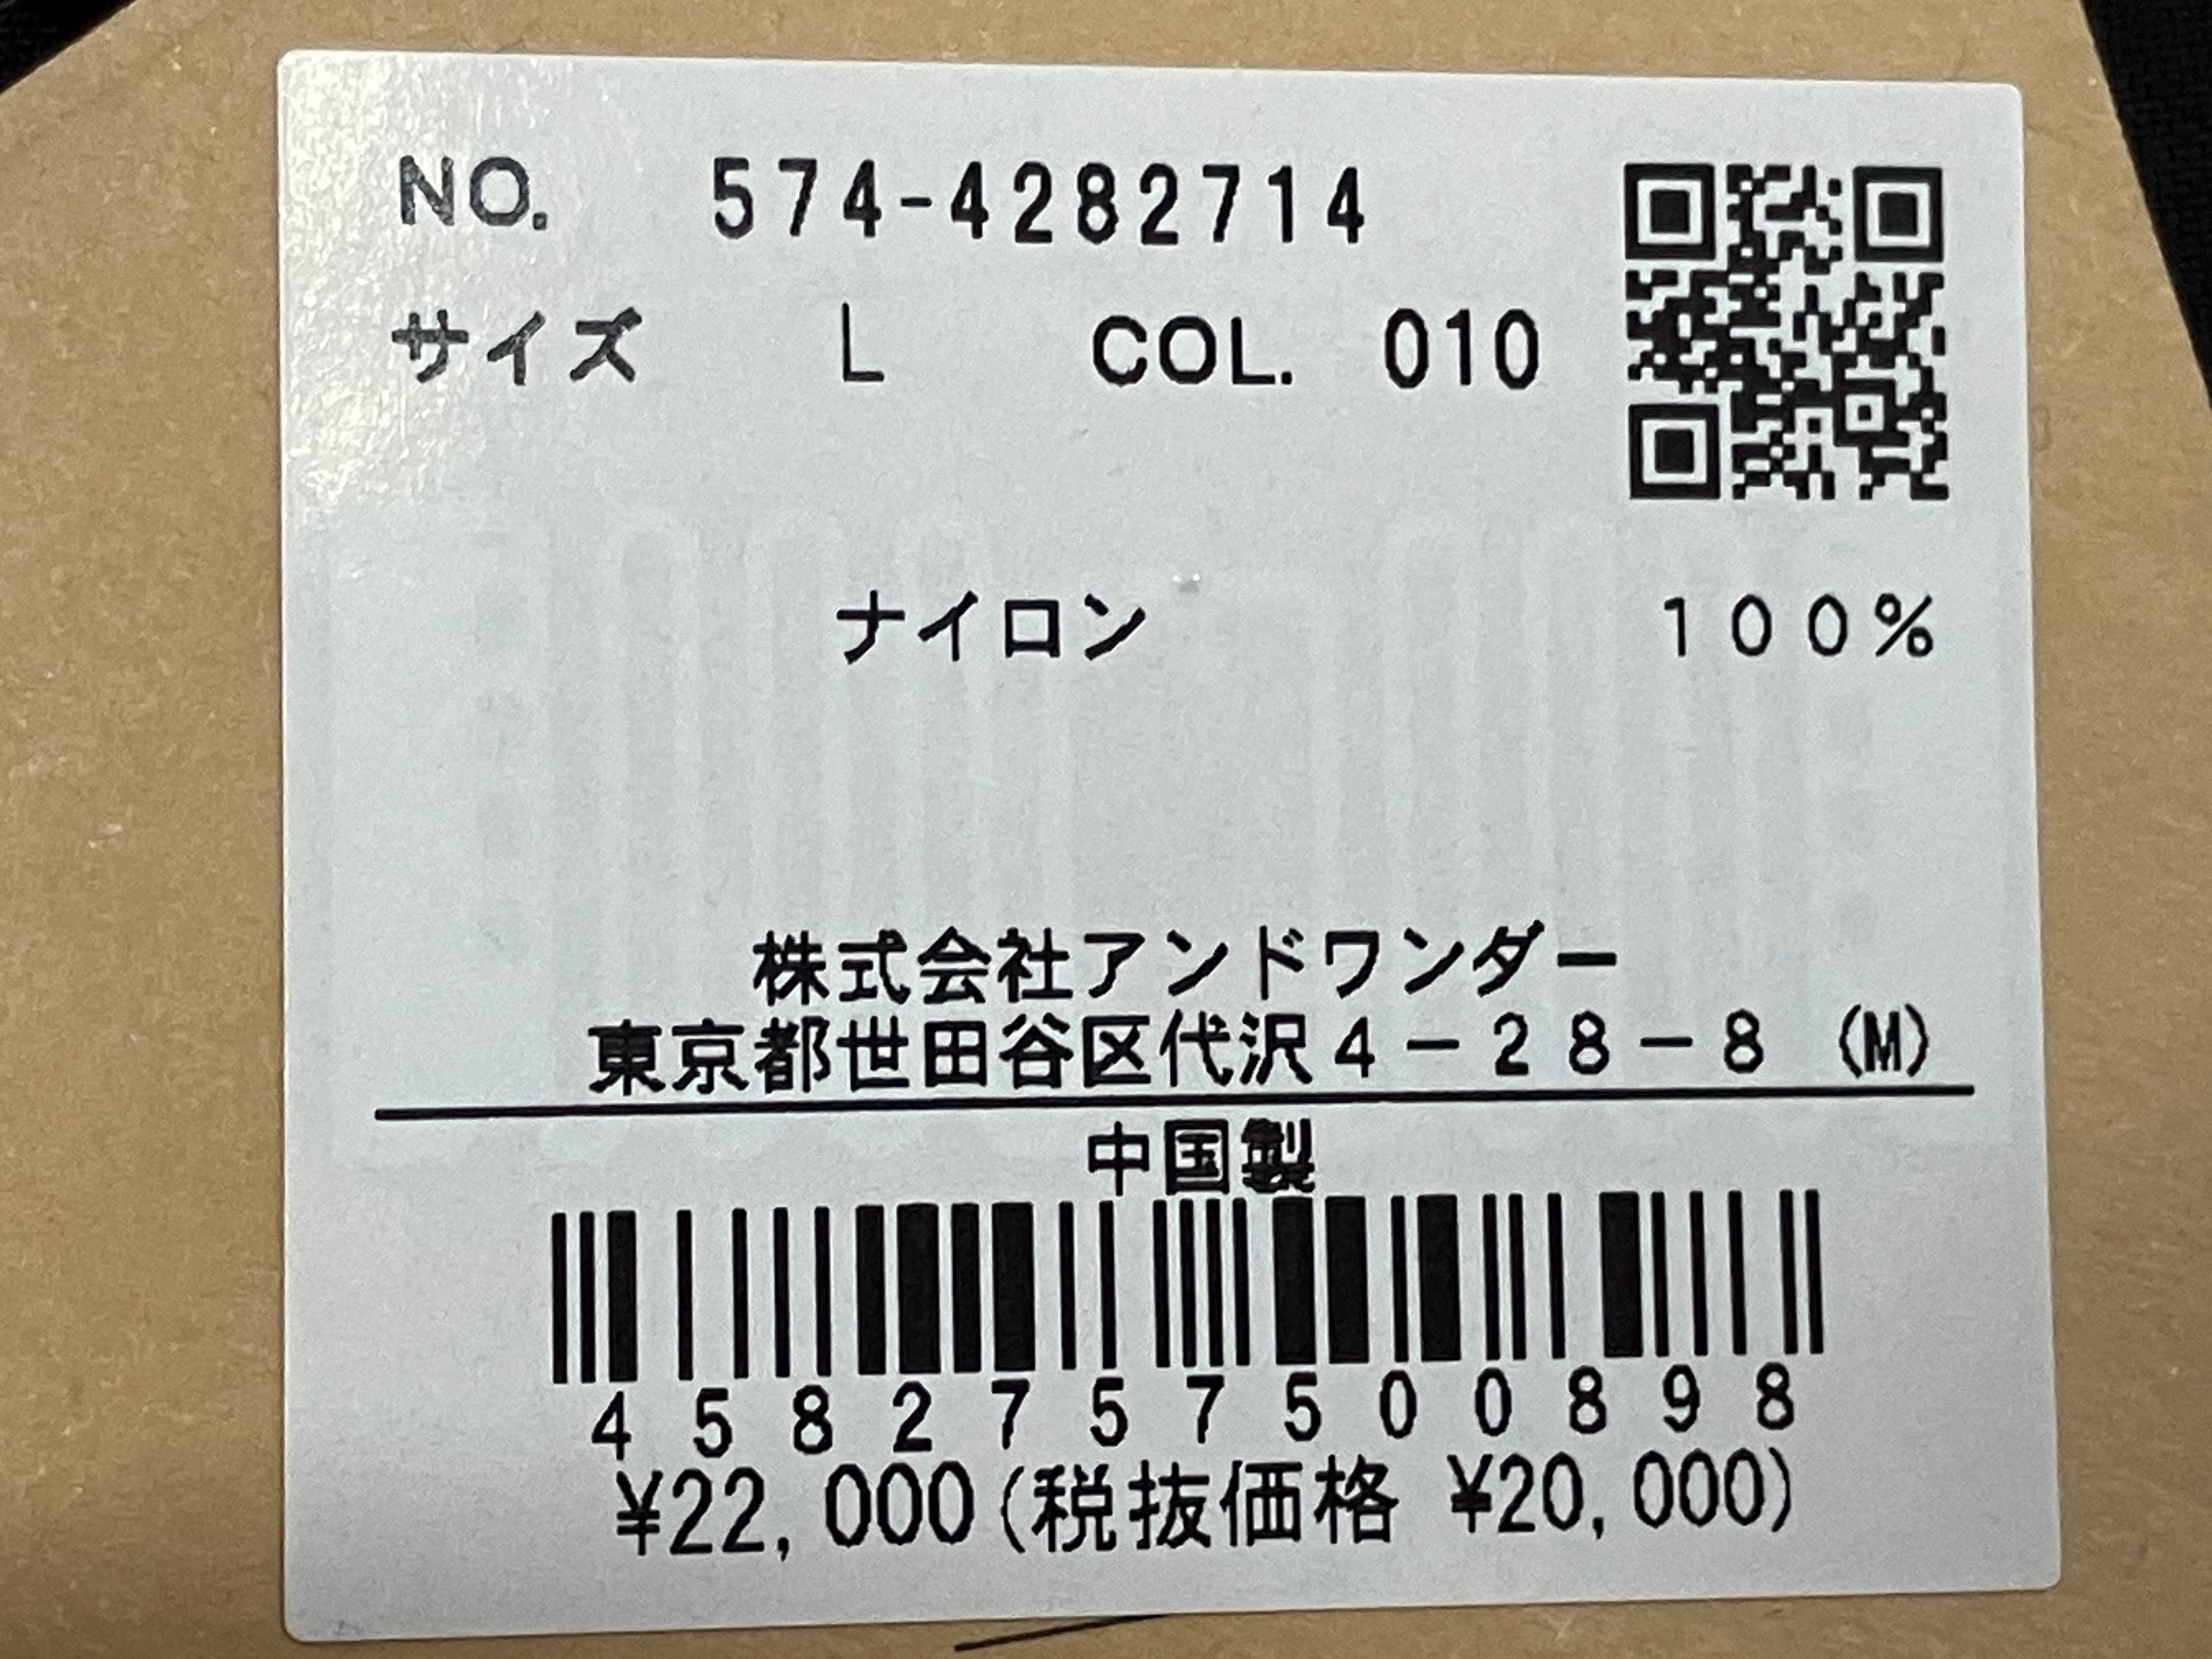 NO. 574-4282714
サイズ L COL. 010
ナイロン 100%
株式会社アンドワンダー
東京都世田谷区代沢4-28-8 (M)
中国製
4582757500898
¥22,000(税抜価格 ¥20,000)